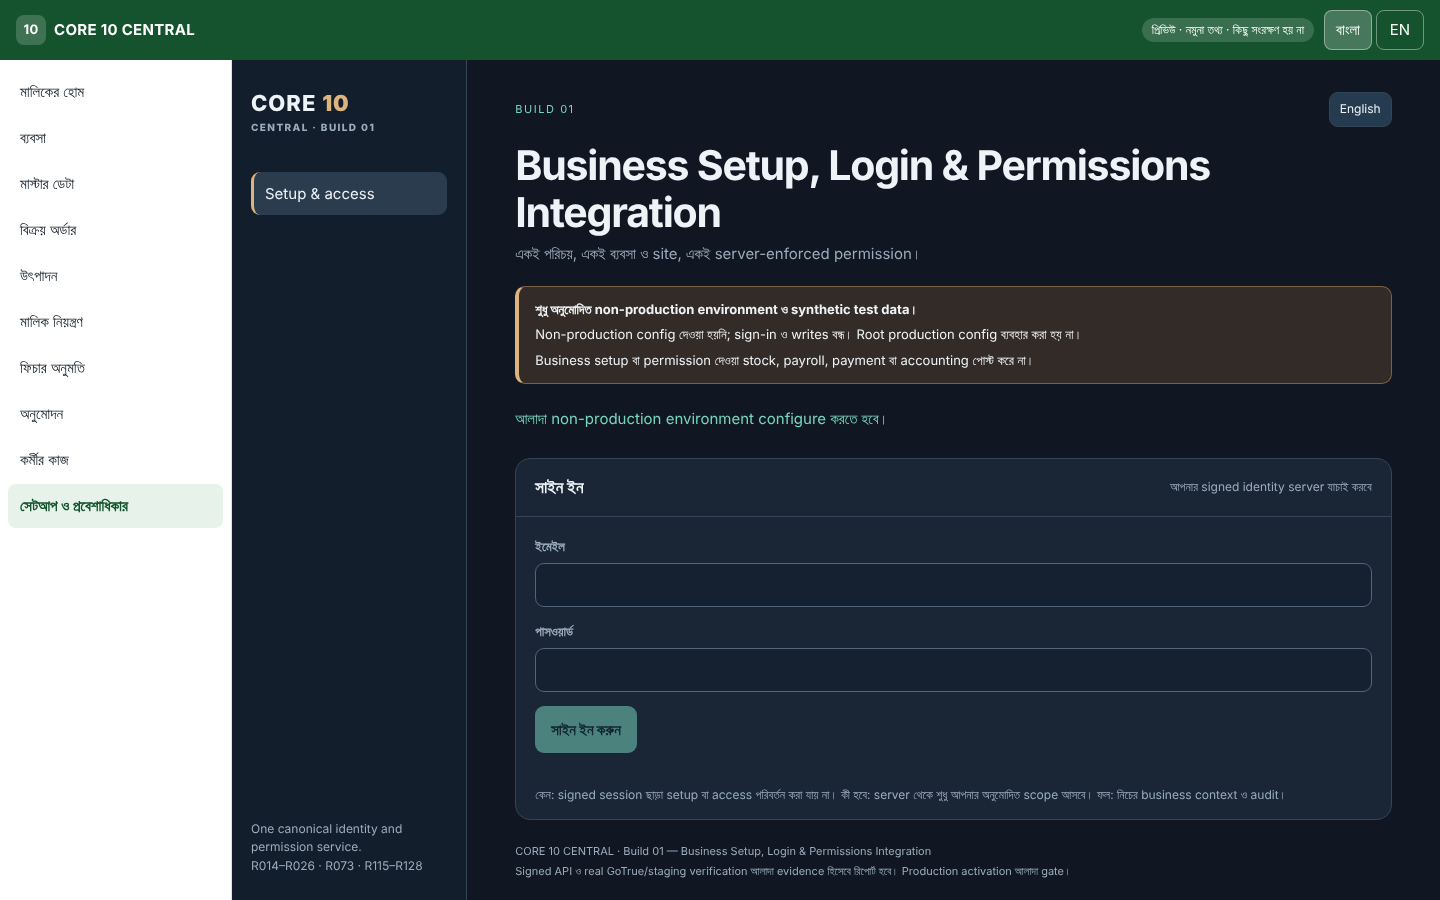 10 CORE 10 CENTRAL
প্রিভিউ · নমুনা তথ্য · কিছু সংরক্ষণ হয় না
বাংলা
EN
মালিকের হোম
ব্যবসা
মাস্টার ডেটা
বিক্রয় অর্ডার
উৎপাদন
মালিক নিয়ন্ত্রণ
ফিচার অনুমতি
অনুমোদন
কর্মীর কাজ
সেটআপ ও প্রবেশাধিকার
CORE 10
CENTRAL · BUILD 01
Setup & access
One canonical identity and
permission service.
R014–R026 · R073 · R115–R128
BUILD 01
English
Business Setup, Login & Permissions
Integration
একই পরিচয়, একই ব্যবসা ও site, একই server-enforced permission।
শুধু অনুমোদিত non-production environment ও synthetic test data।
Non-production config দেওয়া হয়নি; sign-in ও writes বন্ধ। Root production config ব্যবহার করা হয় না।
Business setup বা permission দেওয়া stock, payroll, payment বা accounting পোস্ট করে না।
আলাদা non-production environment configure করতে হবে।
সাইন ইন
আপনার signed identity server যাচাই করবে
ইমেইল
পাসওয়ার্ড
সাইন ইন করুন
কেন: signed session ছাড়া setup বা access পরিবর্তন করা যায় না। কী হবে: server থেকে শুধু আপনার অনুমোদিত scope আসবে। ফল: নিচের business context ও audit।
CORE 10 CENTRAL · Build 01 — Business Setup, Login & Permissions Integration
Signed API ও real GoTrue/staging verification আলাদা evidence হিসেবে রিপোর্ট হবে। Production activation আলাদা gate।